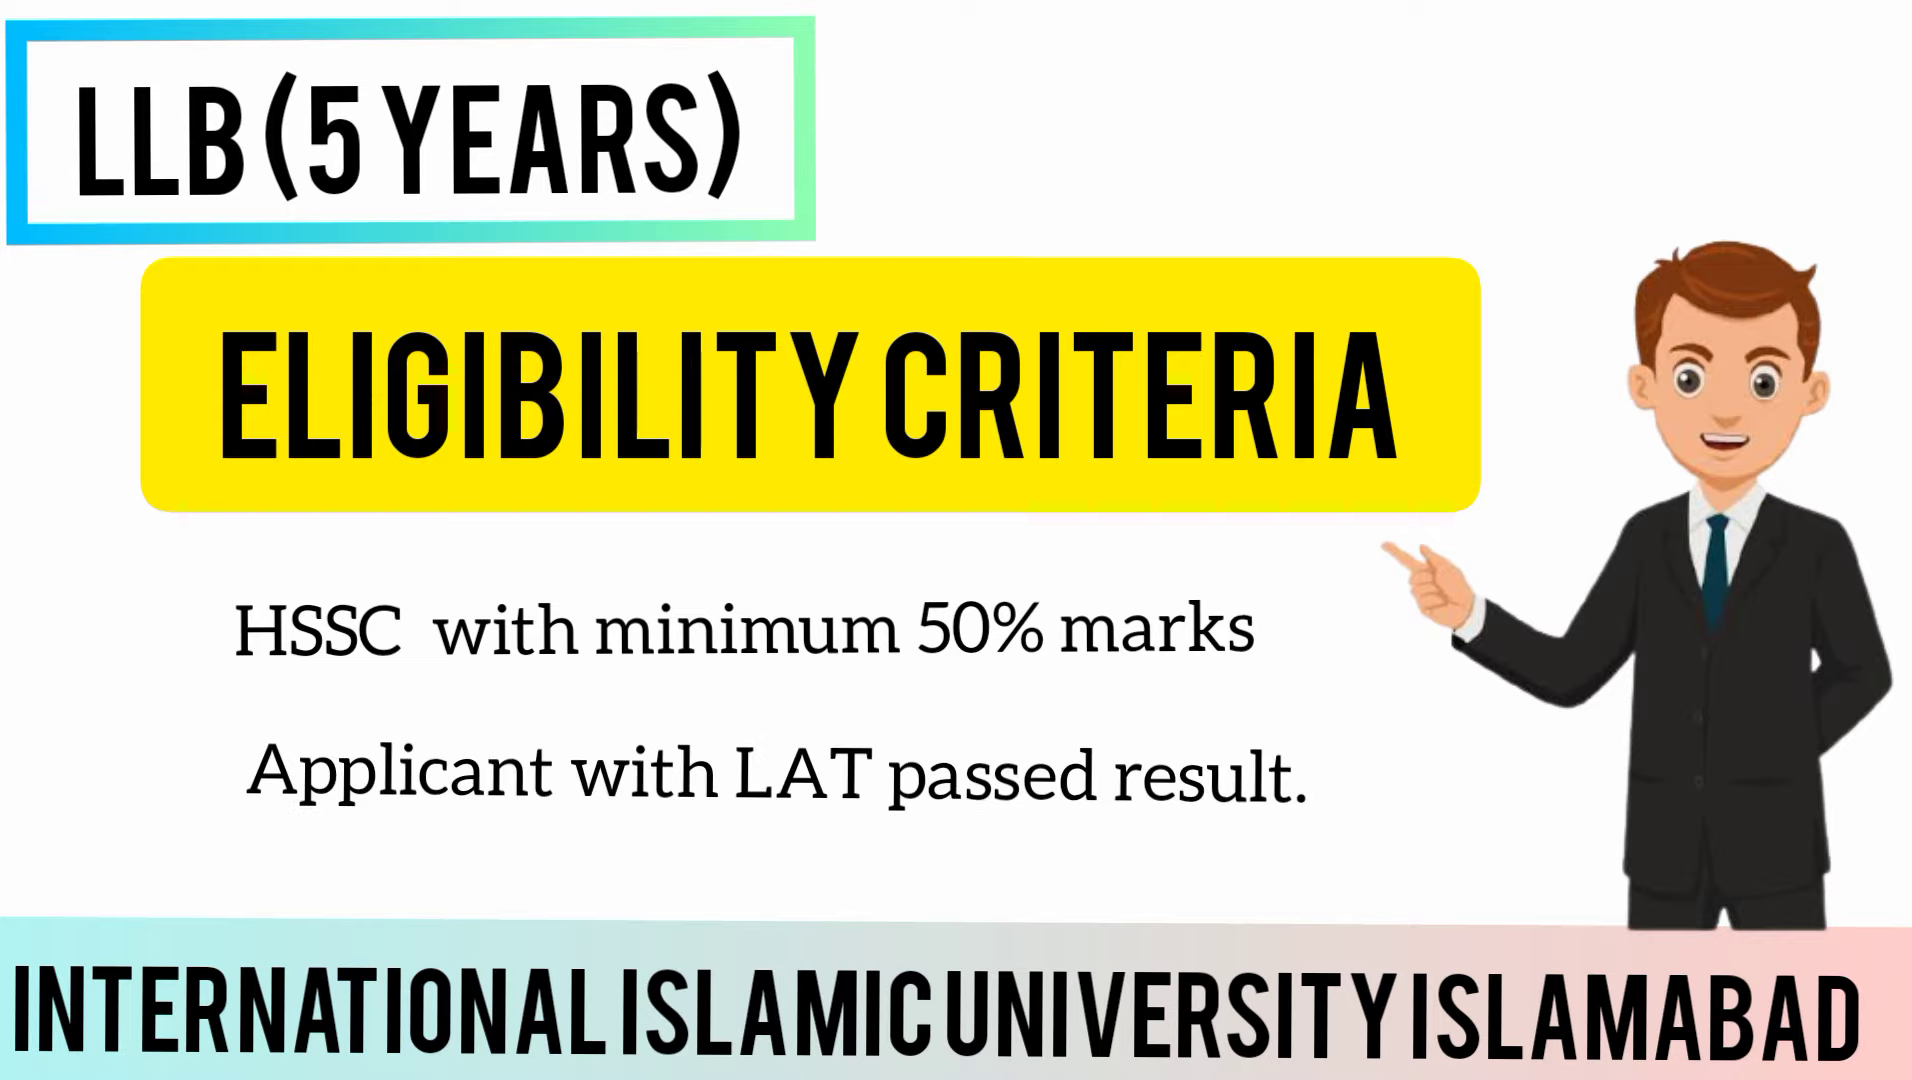 LLB (5 YEARS)
ELIGIBILITY CRITERIA
HSSC with minimum 50% marks
Applicant with LAT passed result.
INTERNATIONAL ISLAMIC UNIVERSITY ISLAMABAD